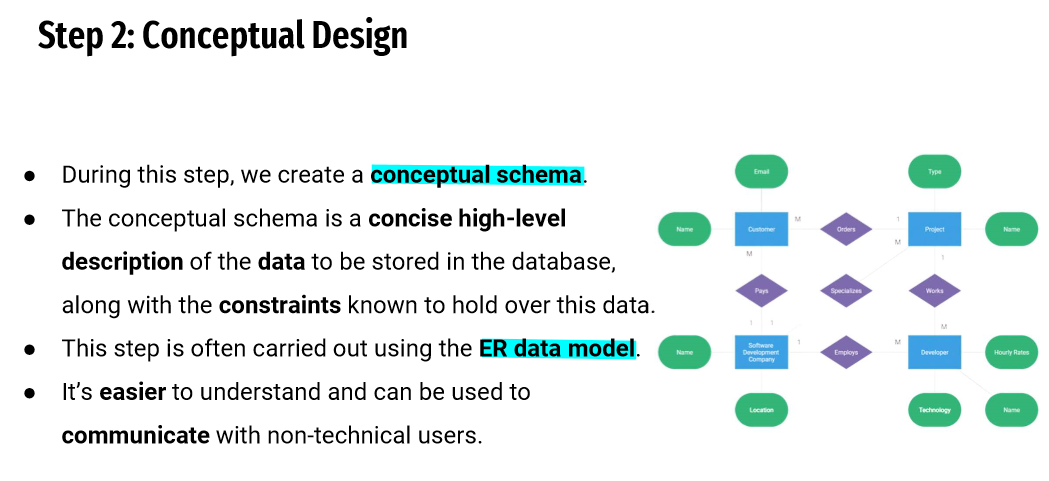 Step 2: Conceptual Design
● During this step, we create a conceptual schema.
● The conceptual schema is a concise high-level
description of the data to be stored in the database,
along with the constraints known to hold over this data.
● This step is often carried out using the ER data model.
● It's easier to understand and can be used to
communicate with non-technical users.
Email
Type
Name
Customer
M
Orders
1
Project
Name
M
M
1
Pays
Specializes
Works
1
1
M
Name
Software
Development
Company
1
Employs
M
Developer
Hourly Rates
Location
Technology
Name